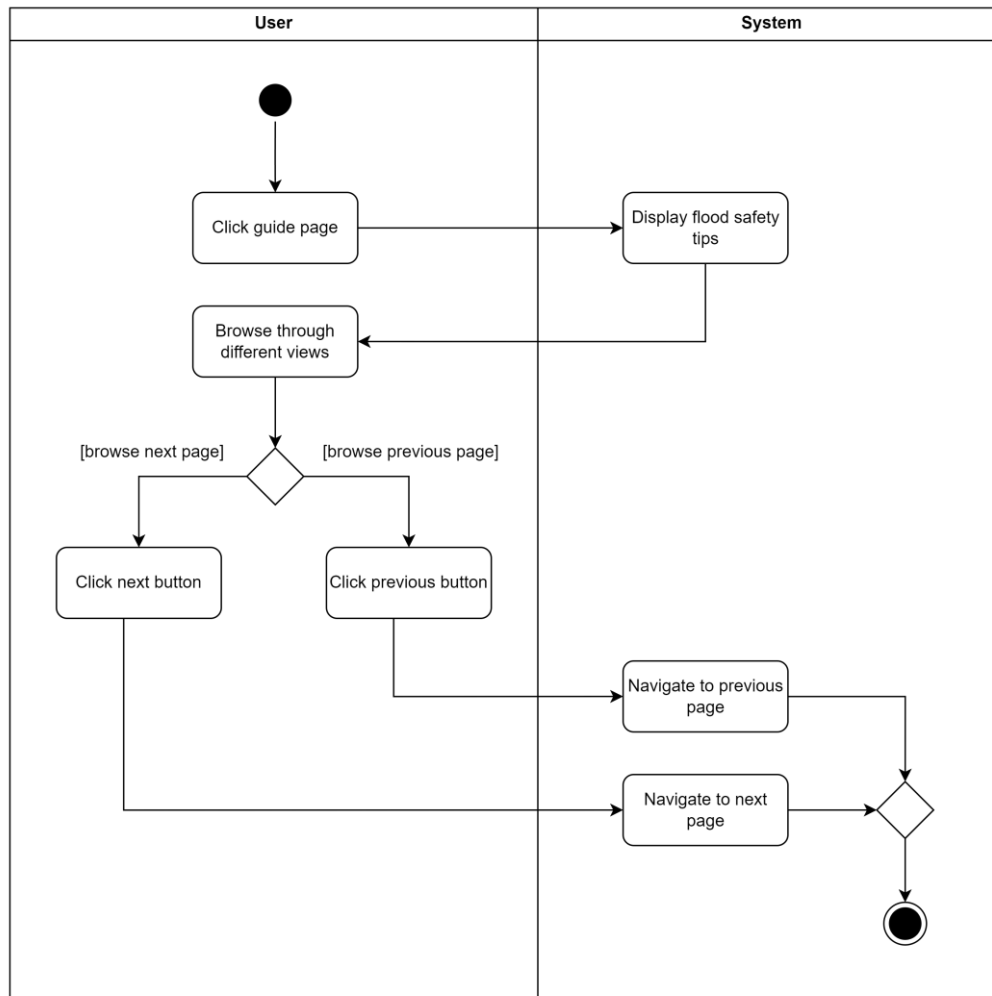 User
System
Click guide page
Display flood safety
tips
Browse through
different views
[browse next page]
[browse previous page]
Click next button
Click previous button
Navigate to previous
page
Navigate to next
page